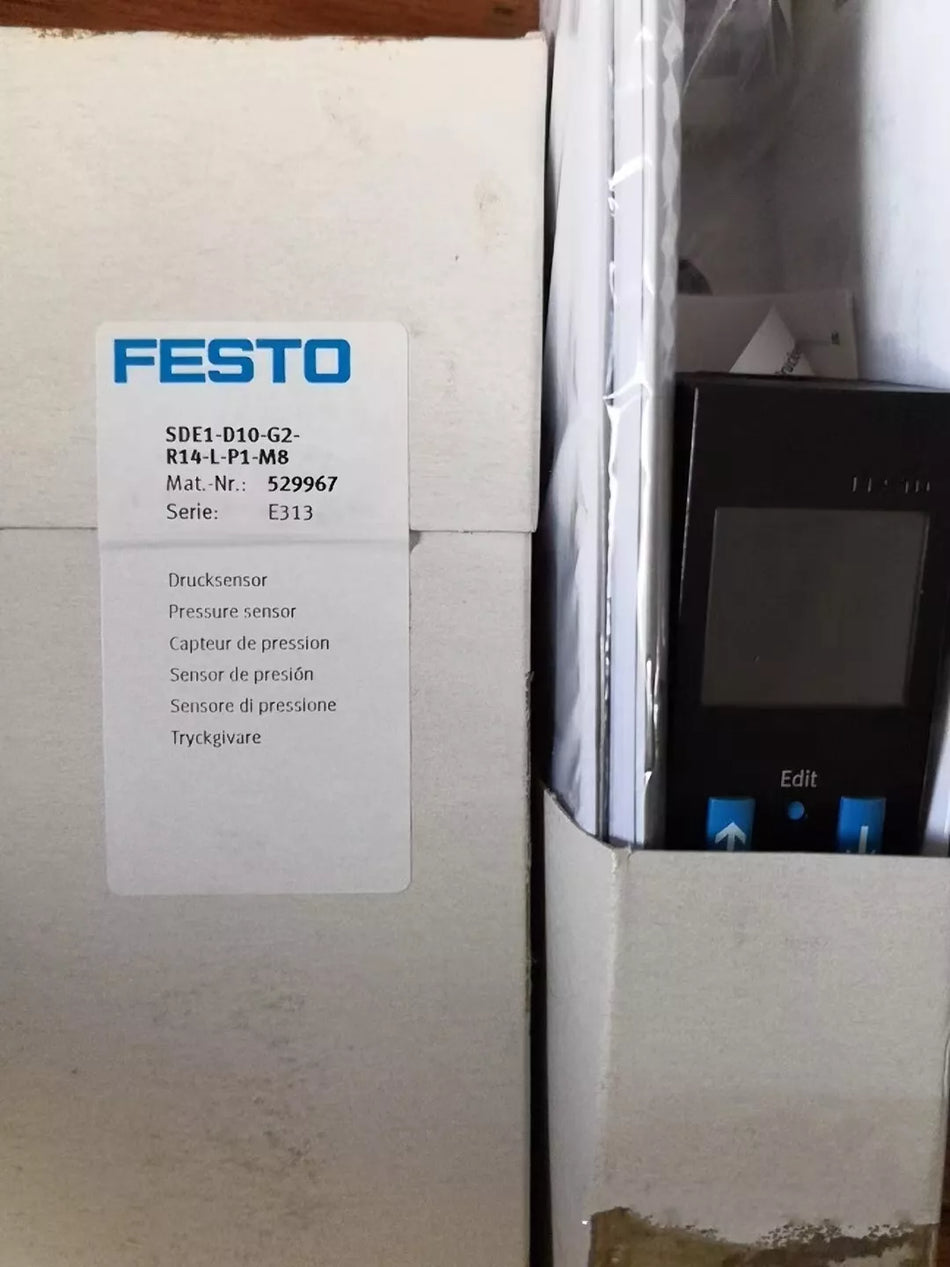 FESTO
SDE1-D10-G2-
R14-L-P1-M8
Mat.-Nr.: 529967
Serie: E313
Drucksensor
Pressure sensor
Capteur de pression
Sensor de presión
Sensore di pressione
Tryckgivare
FESTO
Edit